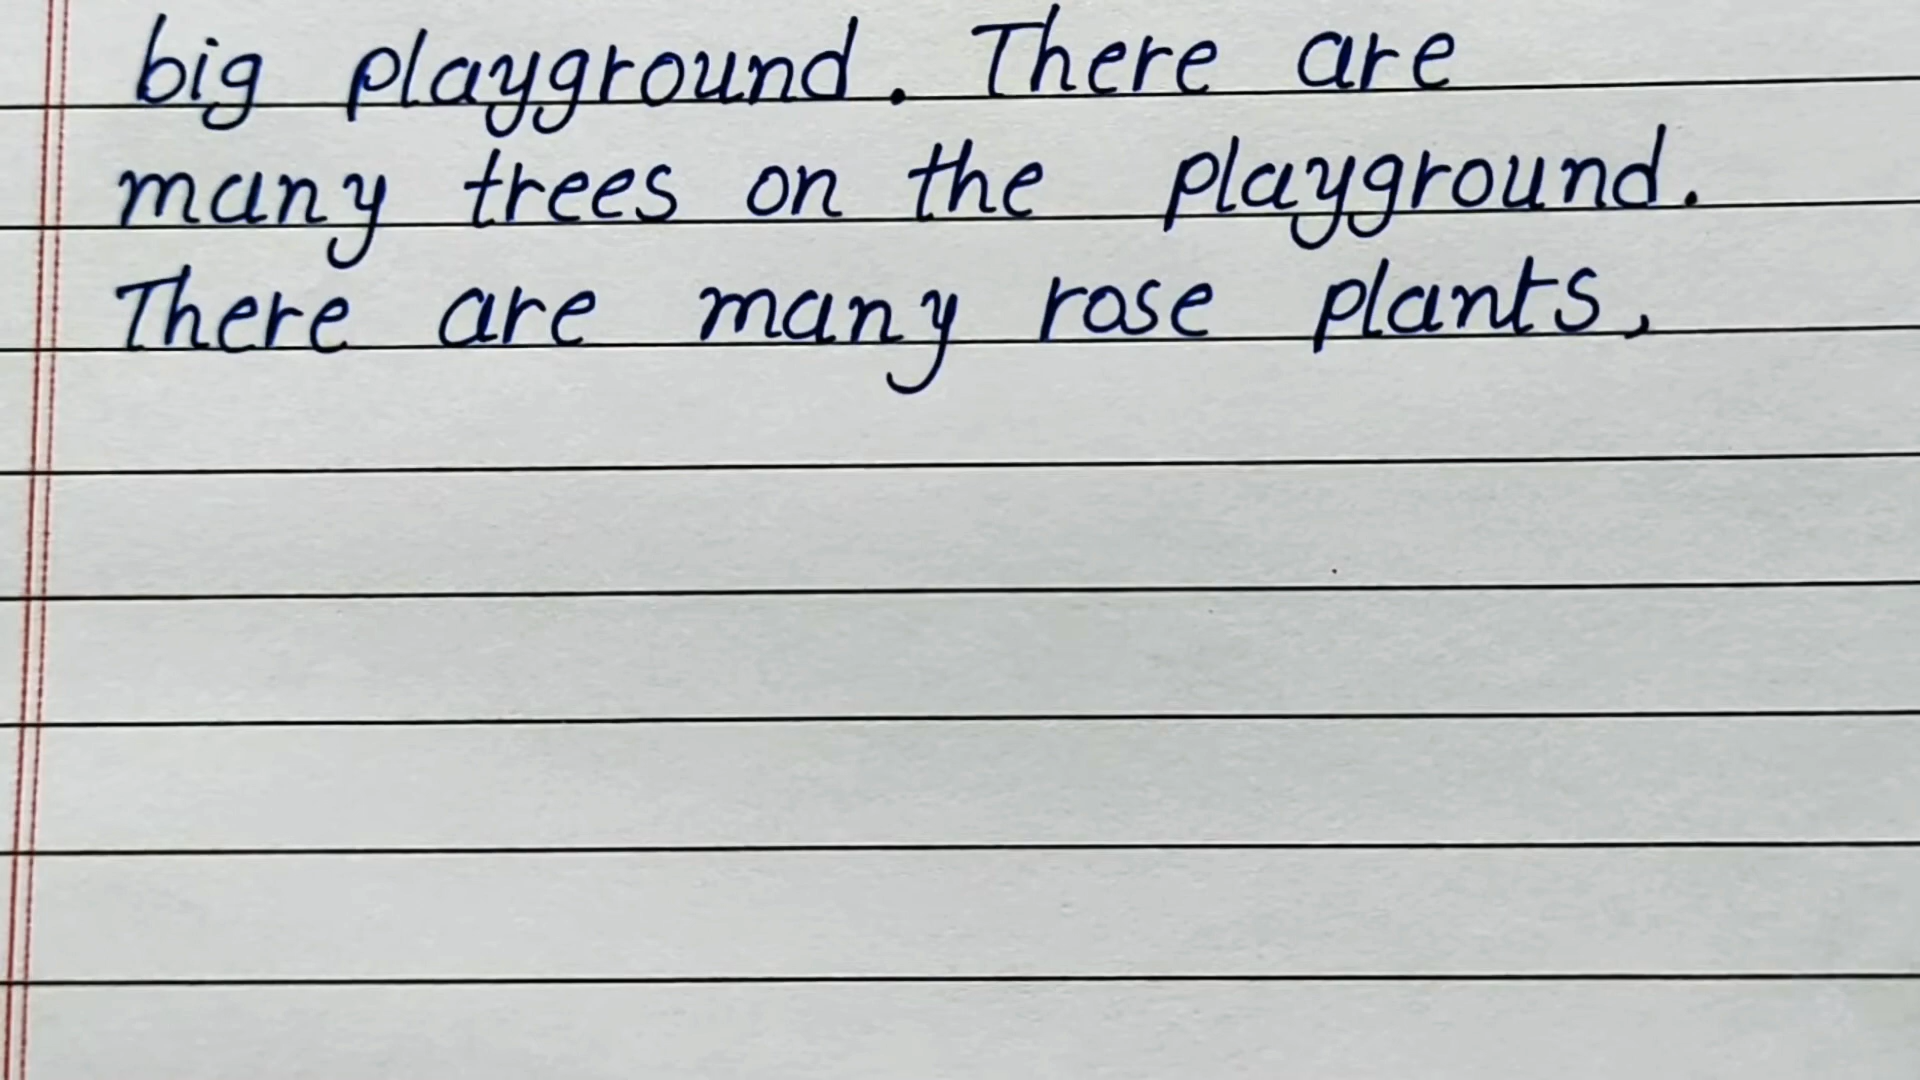 big playground. There are
many trees on the playground.
There are many rose plants,